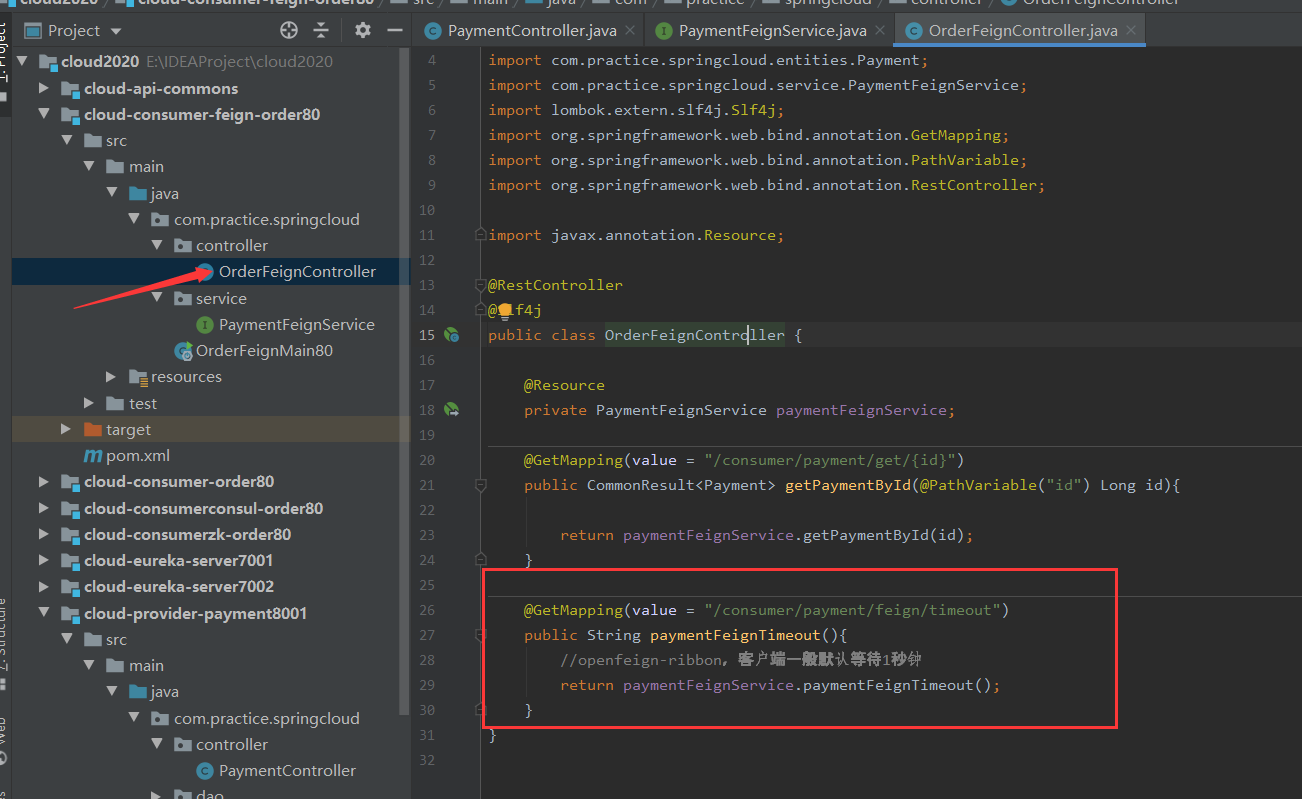 cloud2020
cloud-consumer-feign-order80
src
main
java
com
practice
springcloud
controller
OrderFeignController
Project
PaymentController.java
PaymentFeignService.java
OrderFeignController.java
1: Project
cloud2020 E:\IDEAProject\cloud2020
cloud-api-commons
cloud-consumer-feign-order80
src
main
java
com.practice.springcloud
controller
OrderFeignController
service
PaymentFeignService
OrderFeignMain80
resources
test
target
pom.xml
cloud-consumer-order80
cloud-consumerconsul-order80
cloud-consumerzk-order80
cloud-eureka-server7001
cloud-eureka-server7002
cloud-provider-payment8001
src
main
java
com.practice.springcloud
controller
PaymentController
dao
Z: Structure
Web
4 import com.practice.springcloud.entities.Payment;
5 import com.practice.springcloud.service.PaymentFeignService;
6 import lombok.extern.slf4j.Slf4j;
7 import org.springframework.web.bind.annotation.GetMapping;
8 import org.springframework.web.bind.annotation.PathVariable;
9 import org.springframework.web.bind.annotation.RestController;
10
11 import javax.annotation.Resource;
12
13 @RestController
14 @lf4j
15 public class OrderFeignController {
16
17 @Resource
18 private PaymentFeignService paymentFeignService;
19
20 @GetMapping(value = "/consumer/payment/get/{id}")
21 public CommonResult<Payment> getPaymentById(@PathVariable("id") Long id){
22
23 return paymentFeignService.getPaymentById(id);
24 }
25
26 @GetMapping(value = "/consumer/payment/feign/timeout")
27 public String paymentFeignTimeout(){
28 //openfeign-ribbon, 客户端一般默认等待1秒钟
29 return paymentFeignService.paymentFeignTimeout();
30 }
31 }
32